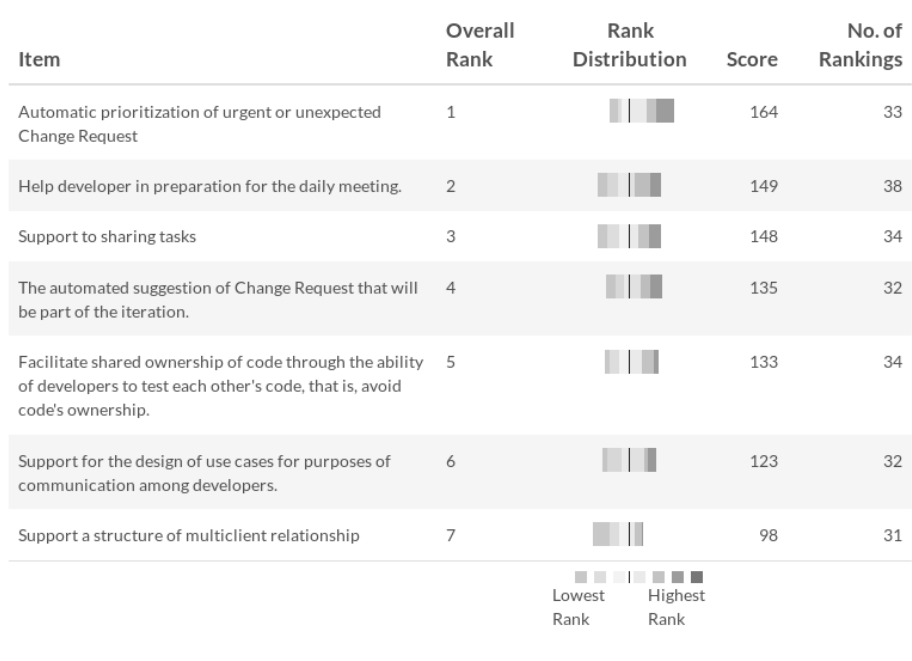 Item Overall Rank Rank Distribution Score No. of Rankings
Automatic prioritization of urgent or unexpected 1 164 33
Change Request
Help developer in preparation for the daily meeting. 2 149 38
Support to sharing tasks 3 148 34
The automated suggestion of Change Request that will 4 135 32
be part of the iteration.
Facilitate shared ownership of code through the ability 5 133 34
of developers to test each other's code, that is, avoid
code's ownership.
Support for the design of use cases for purposes of 6 123 32
communication among developers.
Support a structure of multiclient relationship 7 98 31
Lowest Highest
Rank Rank